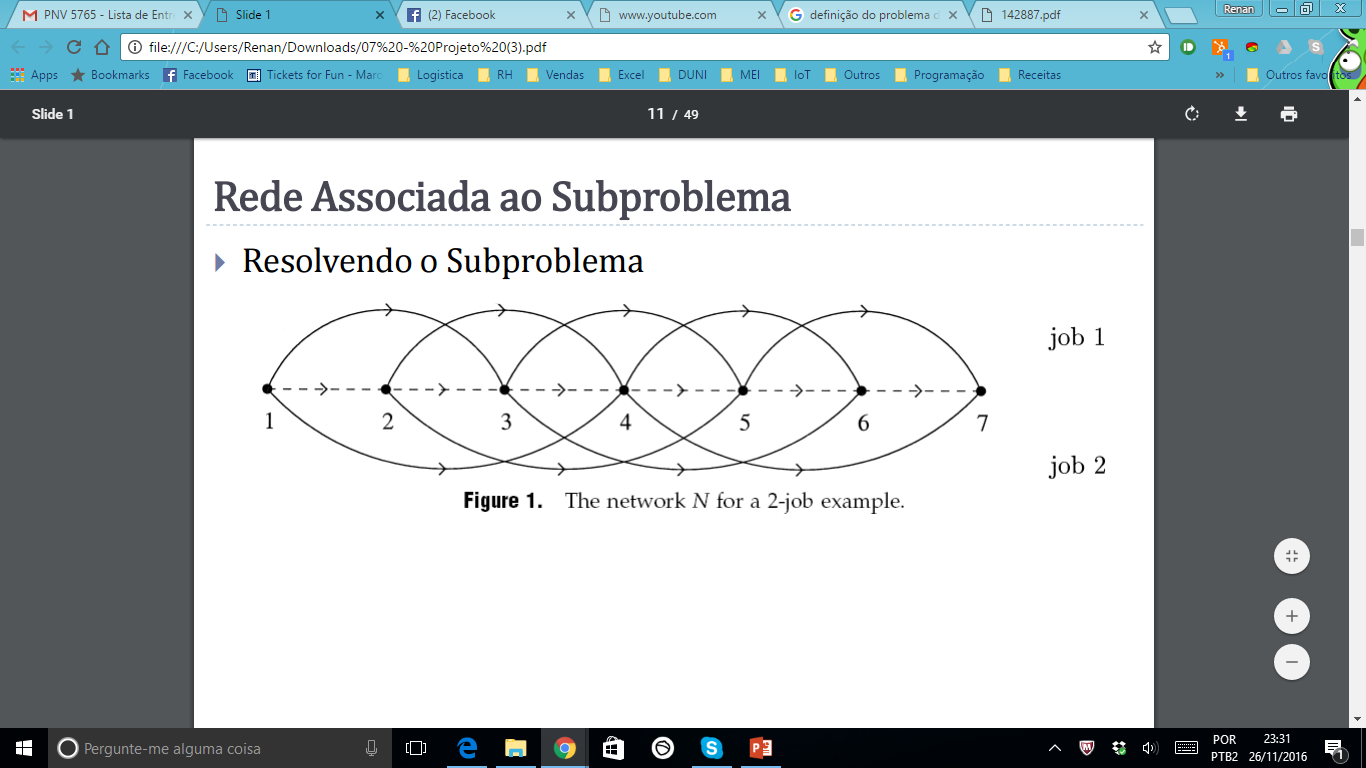 PNV 5765 - Lista de Entr
Slide 1
(2) Facebook
www.youtube.com
definição do problema d
142887.pdf
Renan
file:///C:/Users/Renan/Downloads/07%20-%20Projeto%20(3).pdf
1
Apps
Bookmarks
Facebook
Tickets for Fun - Marc
Logistica
RH
Vendas
Excel
DUNI
MEI
IoT
Outros
Programação
Receitas
»
Outros favoritos
Slide 1
11 / 49
Rede Associada ao Subproblema
Resolvendo o Subproblema
job 1
1 2 3 4 5 6 7
job 2
Figure 1. The network N for a 2-job example.
Pergunte-me alguma coisa
POR
PTB2
23:31
26/11/2016
1